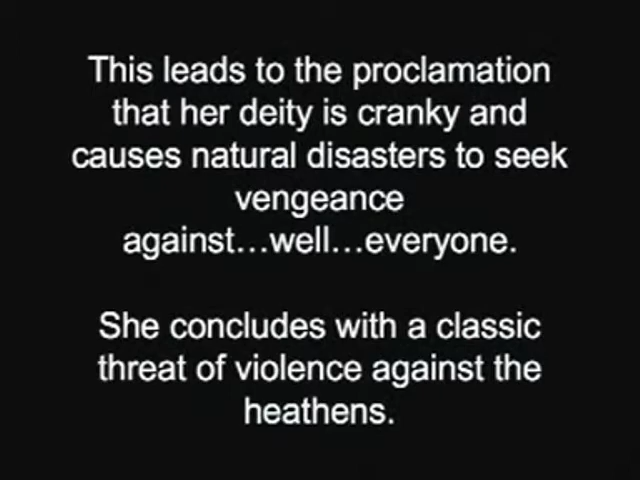 This leads to the proclamation
that her deity is cranky and
causes natural disasters to seek
vengeance
against…well…everyone.
She concludes with a classic
threat of violence against the
heathens.